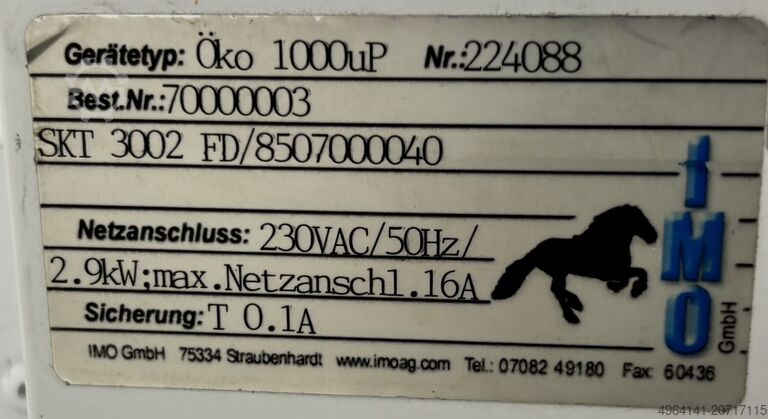 Gerätetyp: Öko 1000uP Nr.:224088
Best.Nr.:70000003
SKT 3002 FD/8507000040
IMO
GmbH
Netzanschluss: 230VAC/50Hz/
2.9kW;max.Netzanschl.16A
Sicherung: T 0.1A
IMO GmbH 75334 Straubenhardt www.imoag.com Tel.: 07082 49180 Fax: 60436
4964141-20717115